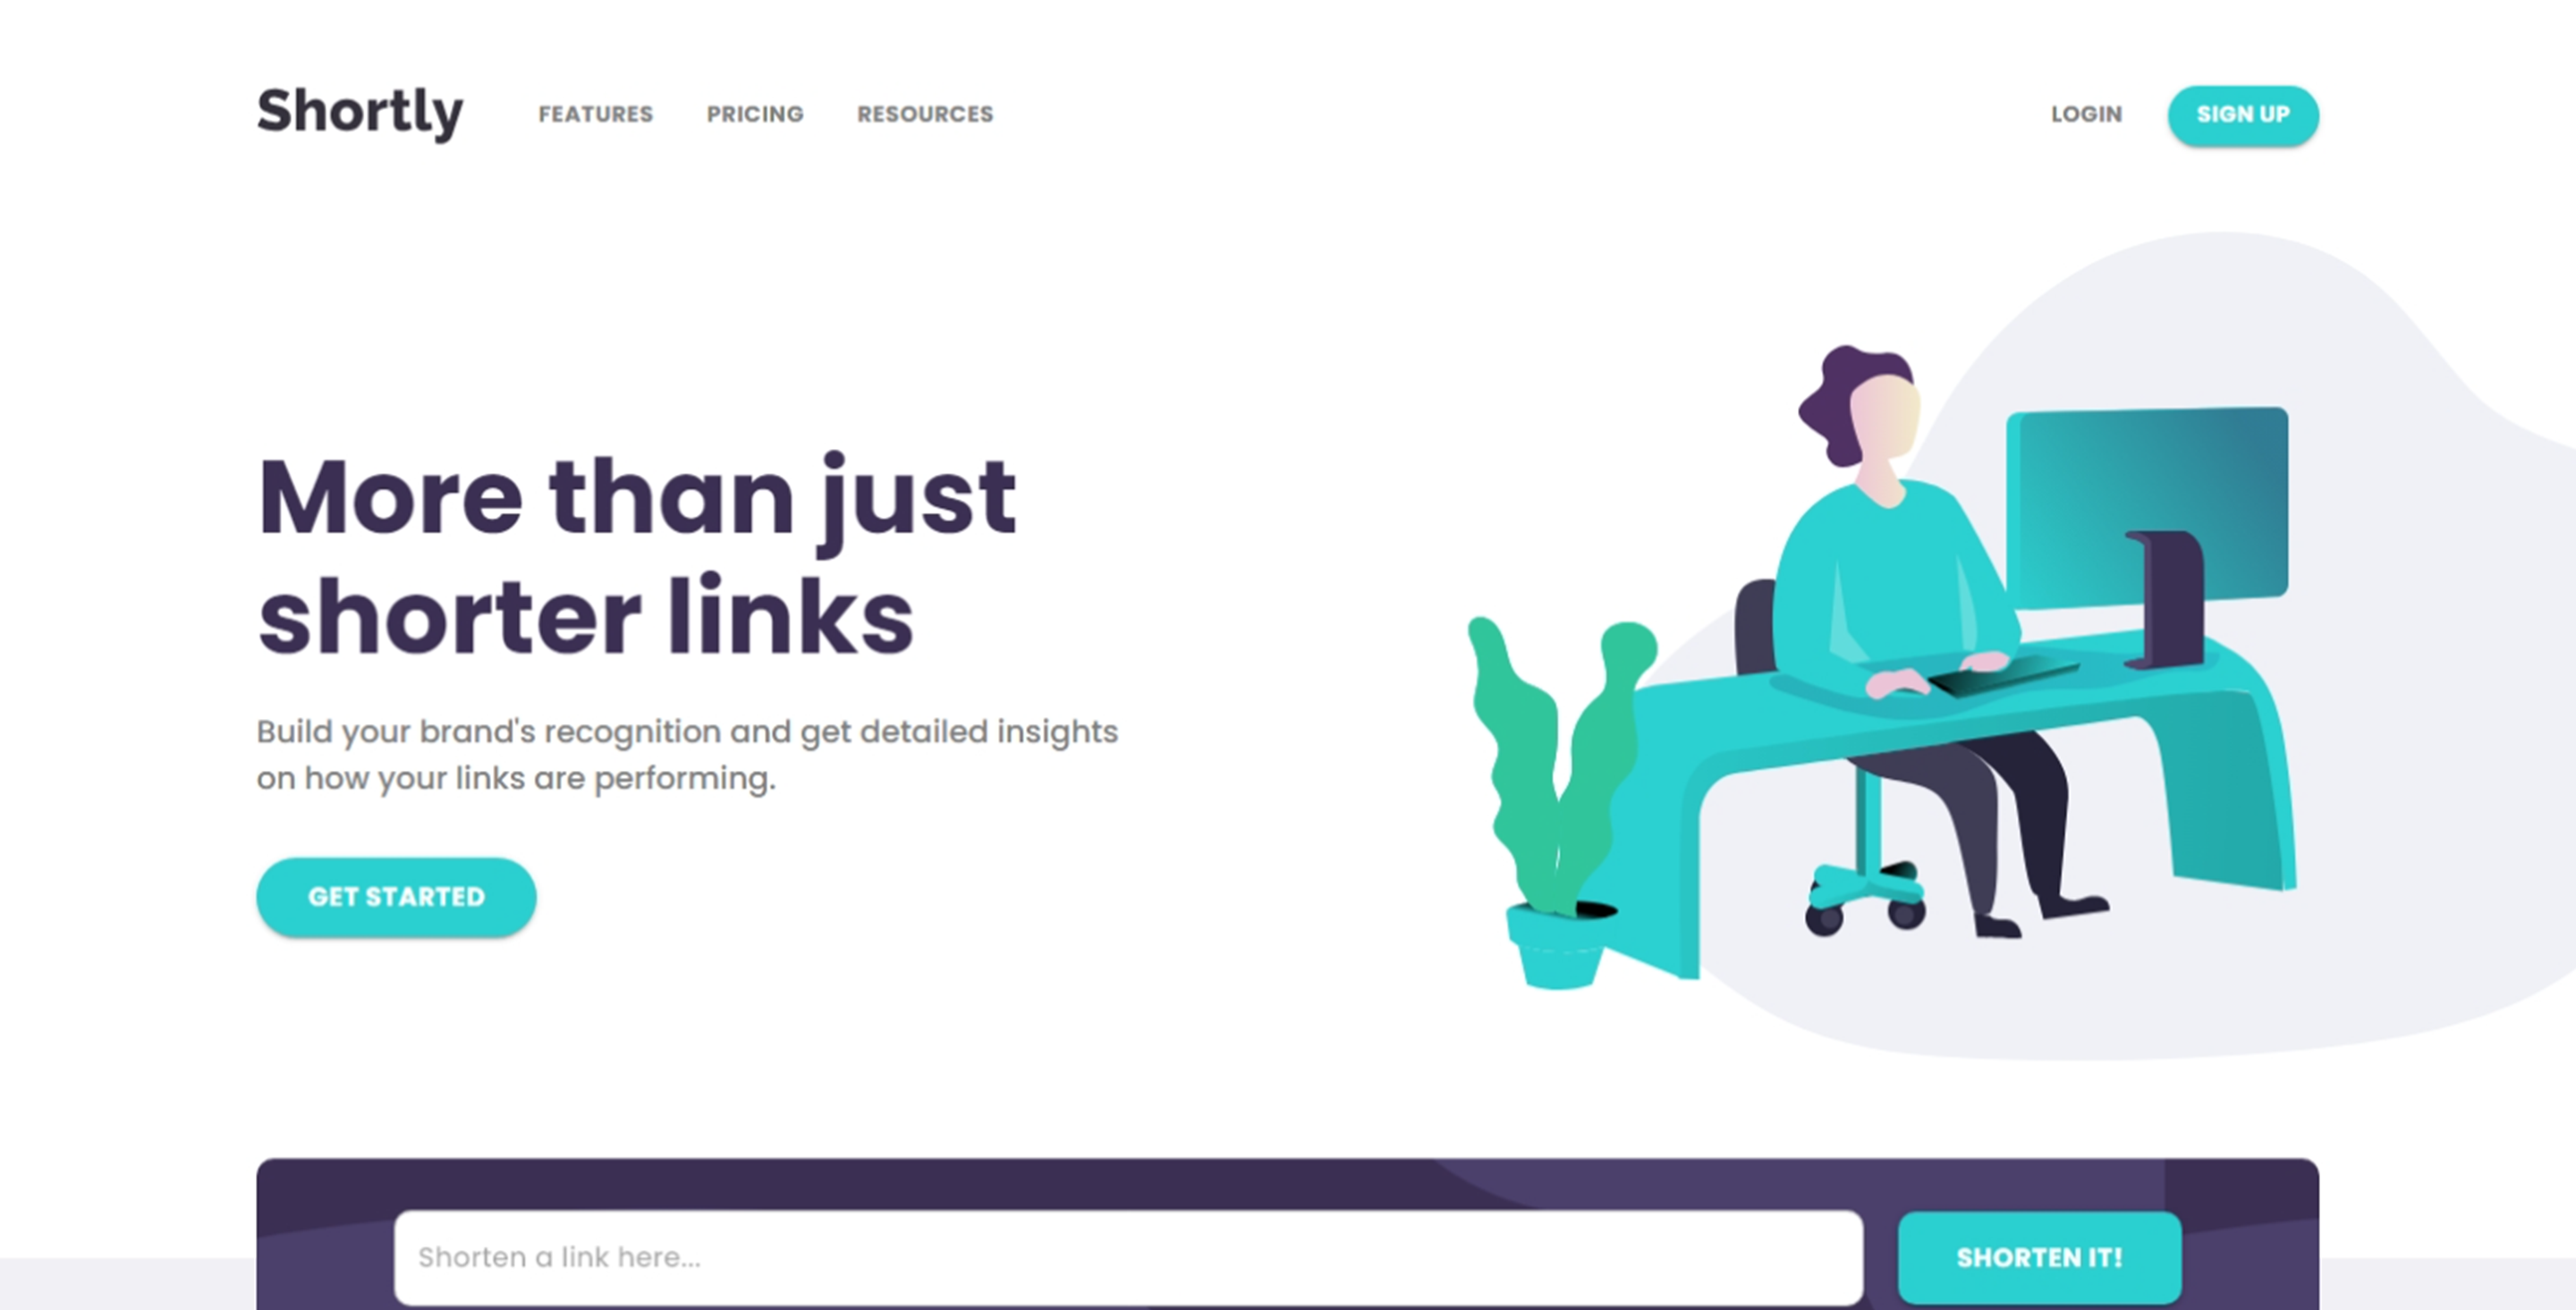 Shortly FEATURES PRICING RESOURCES LOGIN SIGN UP
More than just
shorter links
Build your brand's recognition and get detailed insights
on how your links are performing.
GET STARTED
Shorten a link here... SHORTEN IT!